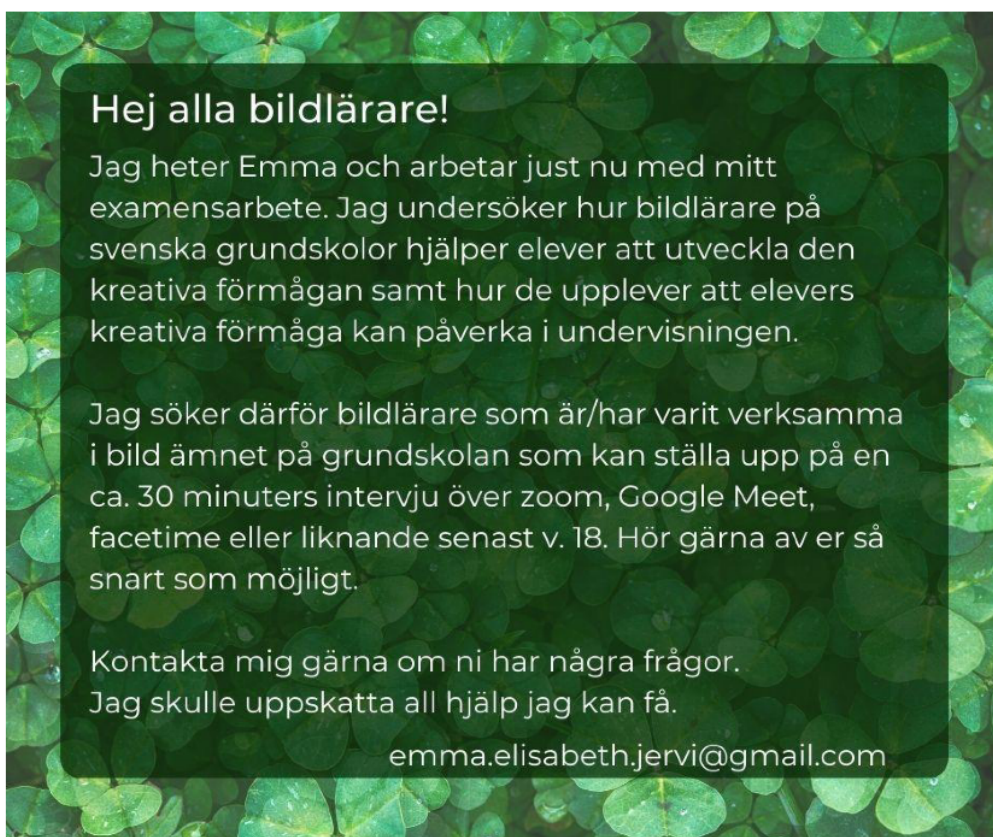 Hej alla bildlärare!
Jag heter Emma och arbetar just nu med mitt
examensarbete. Jag undersöker hur bildlärare på
svenska grundskolor hjälper elever att utveckla den
kreativa förmågan samt hur de upplever att elevers
kreativa förmåga kan påverka i undervisningen.
Jag söker därför bildlärare som är/har varit verksamma
i bild ämnet på grundskolan som kan ställa upp på en
ca. 30 minuters intervju över zoom, Google Meet,
facetime eller liknande senast v. 18. Hör gärna av er så
snart som möjligt.
Kontakta mig gärna om ni har några frågor.
Jag skulle uppskatta all hjälp jag kan få.
emma.elisabeth.jervi@gmail.com